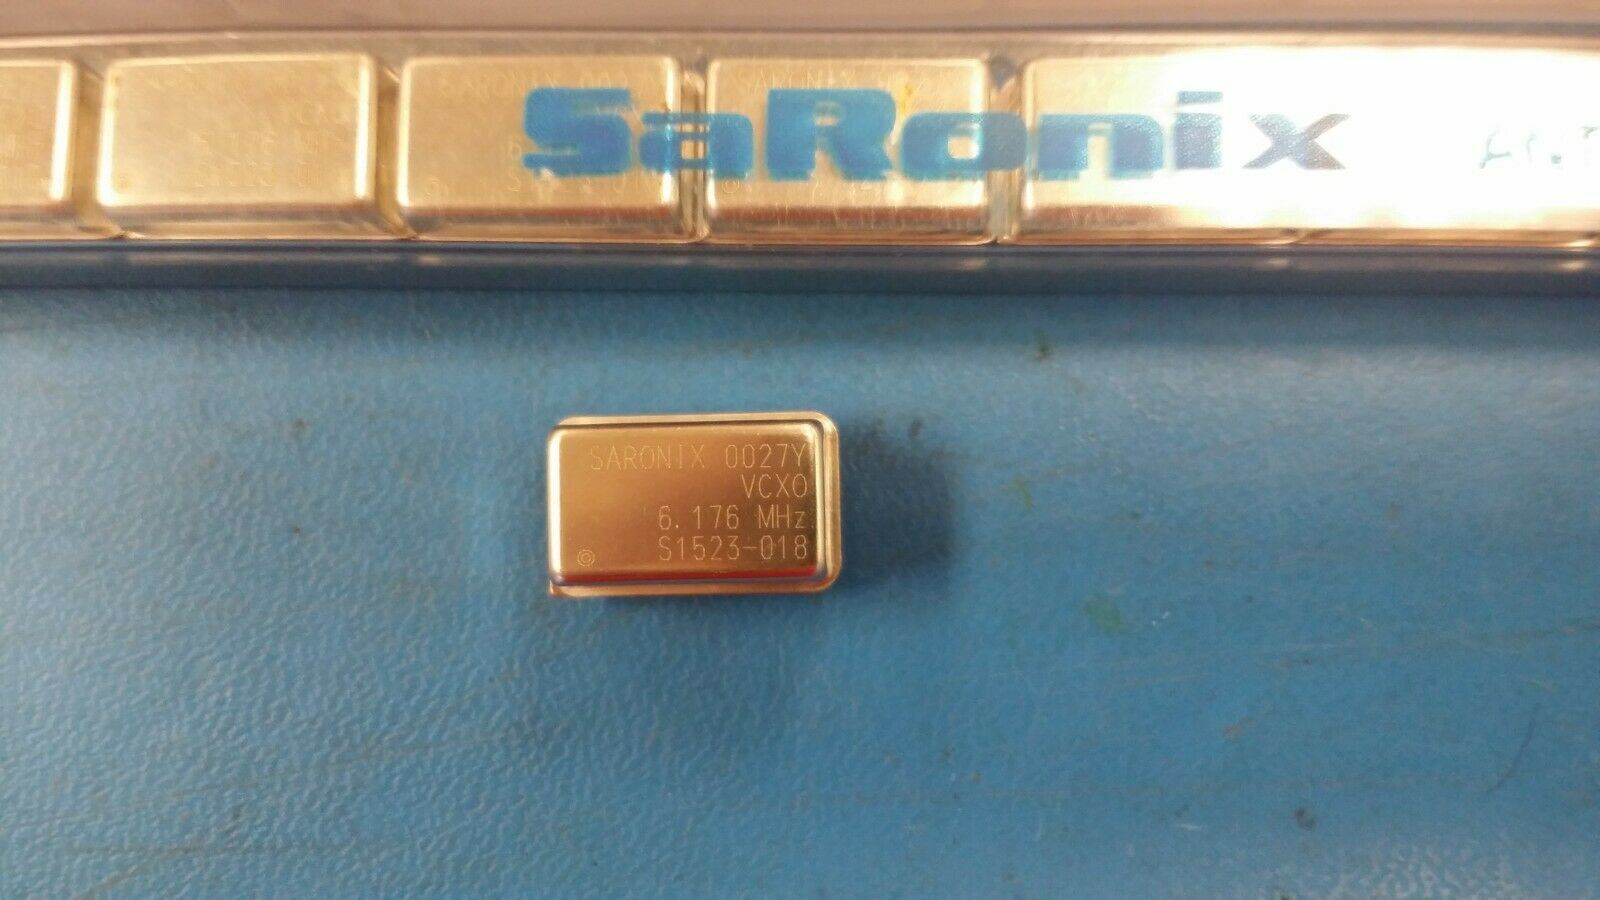 SaRonix
SARONIX 0027Y
VCXO
6.176 MHz
S1523-018